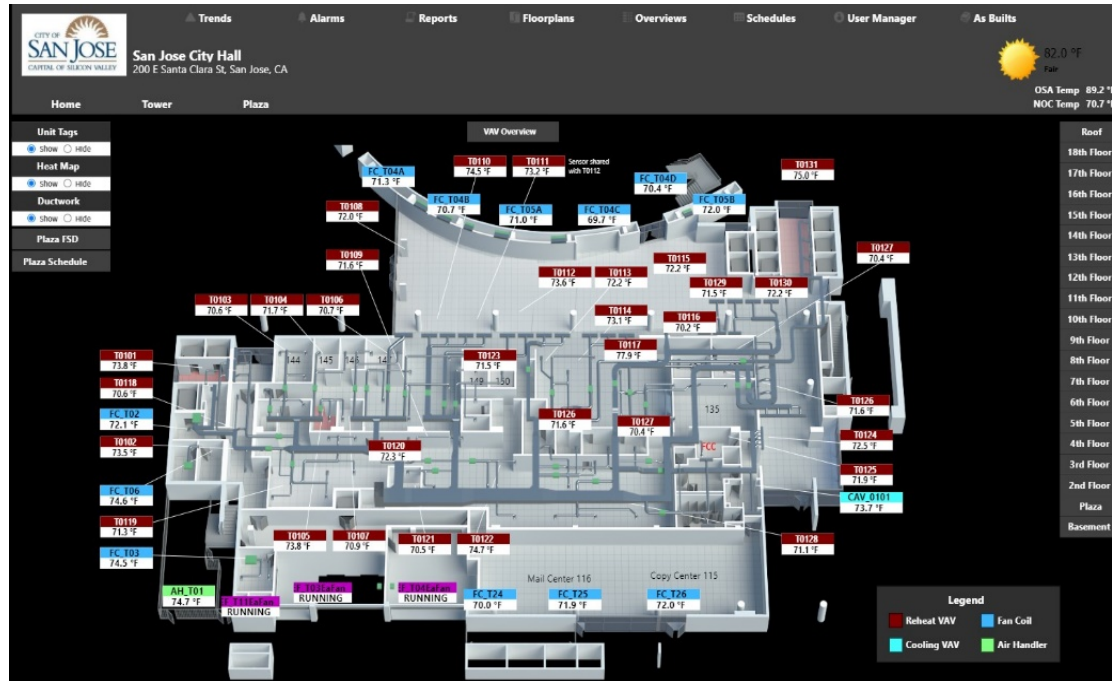 Trends
Alarms
Reports
Floorplans
Overviews
Schedules
User Manager
As Builts
CITY OF
SAN JOSE
CAPITAL OF SILICON VALLEY
San Jose City Hall
200 E Santa Clara St, San Jose, CA
82.0 °F
Fair
OSA Temp 89.2 °
NOC Temp 70.7 °
Home
Tower
Plaza
Unit Tags
Show Hide
Heat Map
Show Hide
Ductwork
Show Hide
Plaza FSD
Plaza Schedule
VAV Overview
Roof
18th Floor
17th Floor
16th Floor
15th Floor
14th Floor
13th Floor
12th Floor
11th Floor
10th Floor
9th Floor
8th Floor
7th Floor
6th Floor
5th Floor
4th Floor
3rd Floor
2nd Floor
Plaza
Basement
T0110
74.5 °F
T0111
73.2 °F
Sensor shared
with T0112
T0131
75.0 °F
FC_T04A
71.3 °F
FC_T04D
70.4 °F
FC_T04B
70.7 °F
FC_T05A
71.0 °F
FC_T04C
69.7 °F
FC_T05B
72.0 °F
T0108
72.0 °F
T0109
71.6 °F
T0127
70.4 °F
T0115
72.2 °F
T0112
73.6 °F
T0113
72.2 °F
T0129
71.5 °F
T0130
72.2 °F
T0103
70.6 °F
T0104
71.7 °F
T0106
70.7 °F
T0114
73.1 °F
T0116
70.2 °F
T0117
77.9 °F
T0101
73.8 °F
144
145
146
T0123
71.5 °F
149
150
T0118
70.6 °F
135
T0126
71.6 °F
FC_T02
72.1 °F
T0126
71.6 °F
T0127
70.4 °F
T0102
73.5 °F
T0120
72.3 °F
FCC
T0124
72.5 °F
T0125
71.9 °F
FC_T06
74.6 °F
CAV_0101
73.7 °F
T0119
71.3 °F
T0105
73.8 °F
T0107
70.9 °F
T0121
70.5 °F
T0122
74.7 °F
T0128
71.1 °F
FC_T03
74.5 °F
Mail Center 116
Copy Center 115
AH_T01
74.7 °F
RUNNING
RUNNING
RUNNING
FC_T24
70.0 °F
FC_T25
71.9 °F
FC_T26
72.0 °F
Legend
Reheat VAV
Fan Coil
Cooling VAV
Air Handler